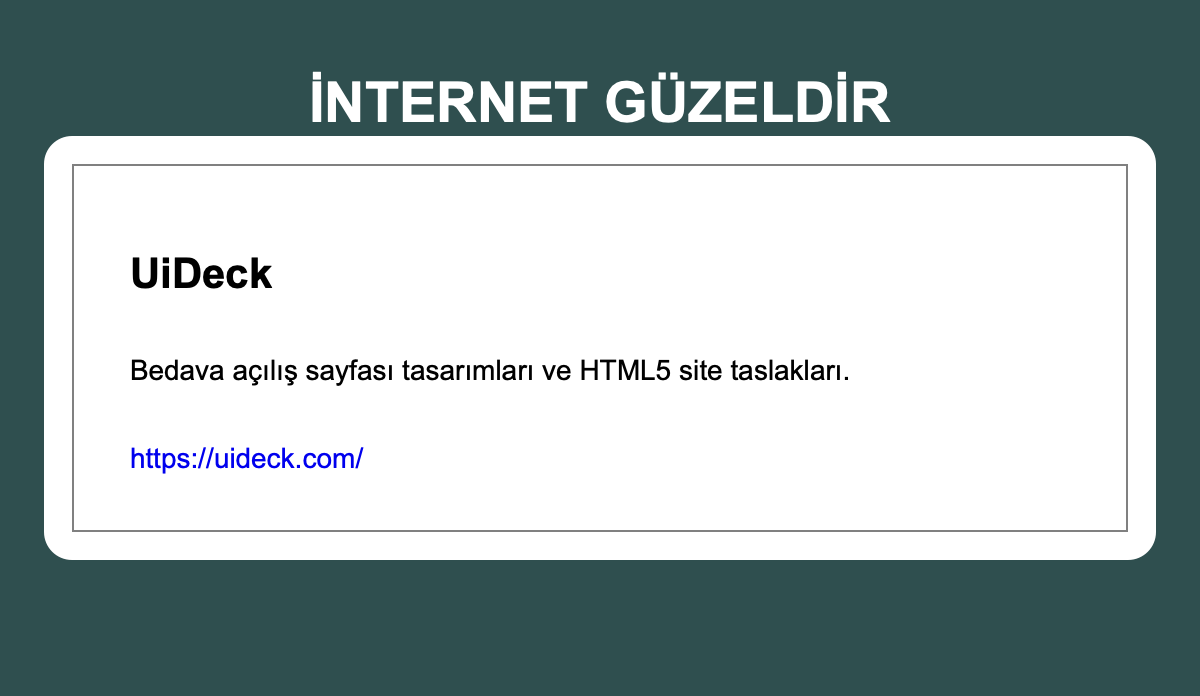 İNTERNET GÜZELDİR
UiDeck
Bedava açılış sayfası tasarımları ve HTML5 site taslakları.
https://uideck.com/